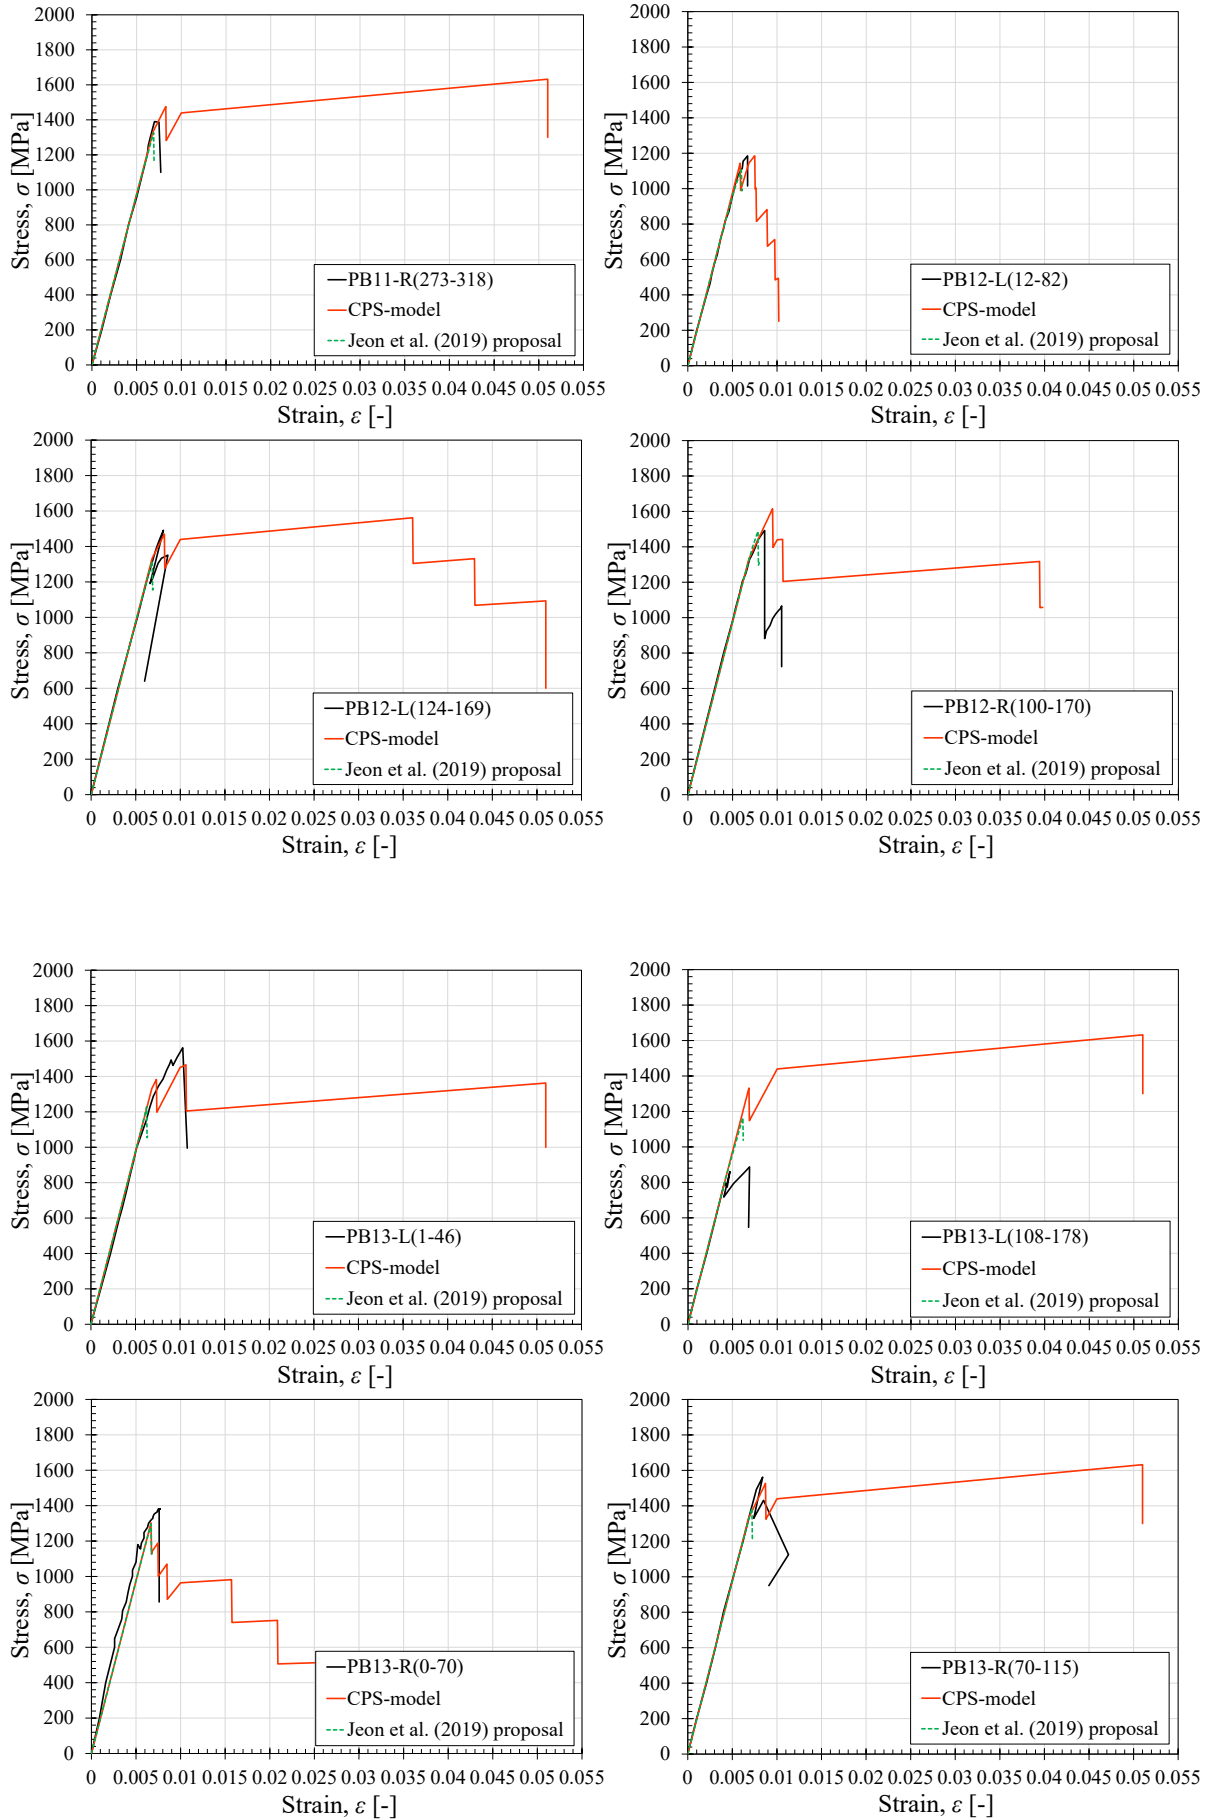 2000
1800
1600
1400
1200
1000
800
600
400
200
0
Stress, σ [MPa]
PB11-R(273-318)
CPS-model
Jeon et al. (2019) proposal
0 0.005 0.01 0.015 0.02 0.025 0.03 0.035 0.04 0.045 0.05 0.055
Strain, ε [-]
2000
1800
1600
1400
1200
1000
800
600
400
200
0
Stress, σ [MPa]
PB12-L(12-82)
CPS-model
Jeon et al. (2019) proposal
0 0.005 0.01 0.015 0.02 0.025 0.03 0.035 0.04 0.045 0.05 0.055
Strain, ε [-]
2000
1800
1600
1400
1200
1000
800
600
400
200
0
Stress, σ [MPa]
PB12-L(124-169)
CPS-model
Jeon et al. (2019) proposal
0 0.005 0.01 0.015 0.02 0.025 0.03 0.035 0.04 0.045 0.05 0.055
Strain, ε [-]
2000
1800
1600
1400
1200
1000
800
600
400
200
0
Stress, σ [MPa]
PB12-R(100-170)
CPS-model
Jeon et al. (2019) proposal
0 0.005 0.01 0.015 0.02 0.025 0.03 0.035 0.04 0.045 0.05 0.055
Strain, ε [-]
2000
1800
1600
1400
1200
1000
800
600
400
200
0
Stress, σ [MPa]
PB13-L(1-46)
CPS-model
Jeon et al. (2019) proposal
0 0.005 0.01 0.015 0.02 0.025 0.03 0.035 0.04 0.045 0.05 0.055
Strain, ε [-]
2000
1800
1600
1400
1200
1000
800
600
400
200
0
Stress, σ [MPa]
PB13-L(108-178)
CPS-model
Jeon et al. (2019) proposal
0 0.005 0.01 0.015 0.02 0.025 0.03 0.035 0.04 0.045 0.05 0.055
Strain, ε [-]
2000
1800
1600
1400
1200
1000
800
600
400
200
0
Stress, σ [MPa]
PB13-R(0-70)
CPS-model
Jeon et al. (2019) proposal
0 0.005 0.01 0.015 0.02 0.025 0.03 0.035 0.04 0.045 0.05 0.055
Strain, ε [-]
2000
1800
1600
1400
1200
1000
800
600
400
200
0
Stress, σ [MPa]
PB13-R(70-115)
CPS-model
Jeon et al. (2019) proposal
0 0.005 0.01 0.015 0.02 0.025 0.03 0.035 0.04 0.045 0.05 0.055
Strain, ε [-]